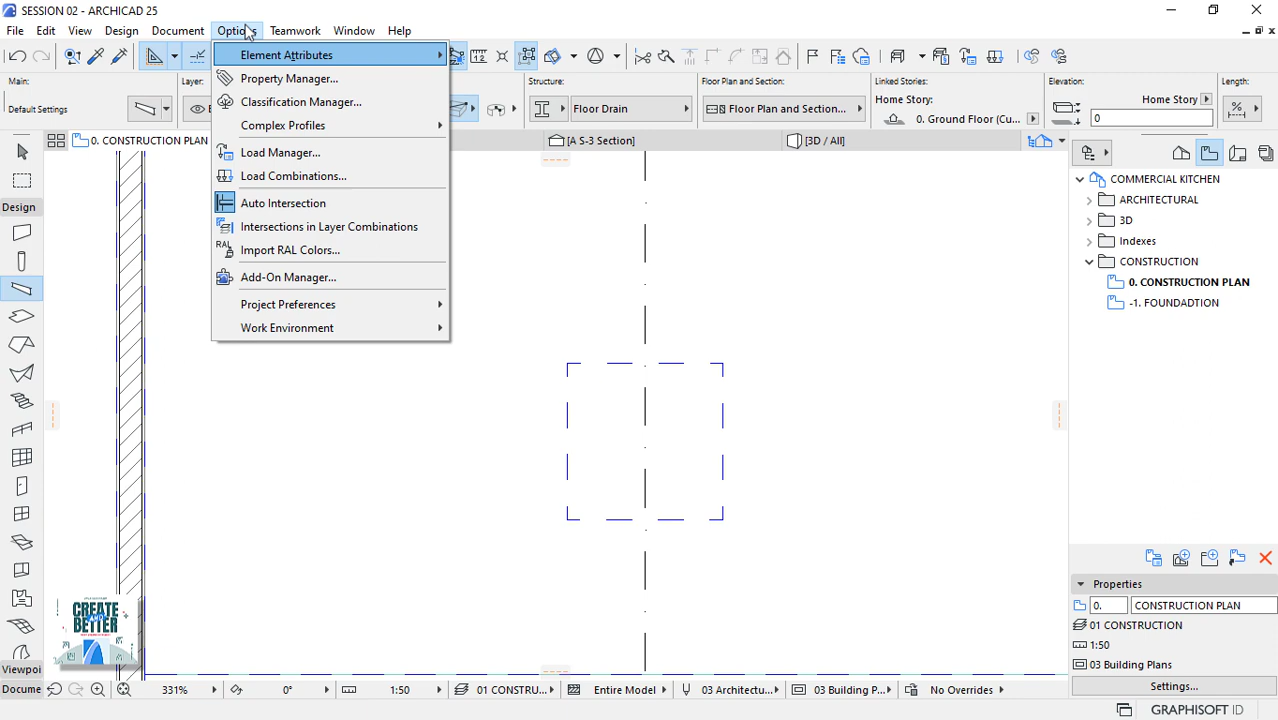 SESSION 02 - ARCHICAD 25
File Edit View Design Document Options Teamwork Window Help
Element Attributes
Property Manager...
Classification Manager...
Complex Profiles
Load Manager...
Load Combinations...
Auto Intersection
Intersections in Layer Combinations
Import RAL Colors...
Add-On Manager...
Project Preferences
Work Environment
Main:
Default Settings
Layer:
Structure:
Floor Drain
Floor Plan and Section:
Floor Plan and Section...
Linked Stories:
Home Story:
0. Ground Floor (Cu...
Elevation:
Home Story
0
Length:
0. CONSTRUCTION PLAN
[A S-3 Section]
[3D / All]
COMMERCIAL KITCHEN
ARCHITECTURAL
3D
Indexes
CONSTRUCTION
0. CONSTRUCTION PLAN
-1. FOUNDADTION
Design
Viewpoi
Docume
CREATE
BETTER
Properties
0. CONSTRUCTION PLAN
01 CONSTRUCTION
1:50
03 Building Plans
Settings...
331% 0° 1:50 01 CONSTRU... Entire Model 03 Architectu... 03 Building P... No Overrides
GRAPHISOFT ID